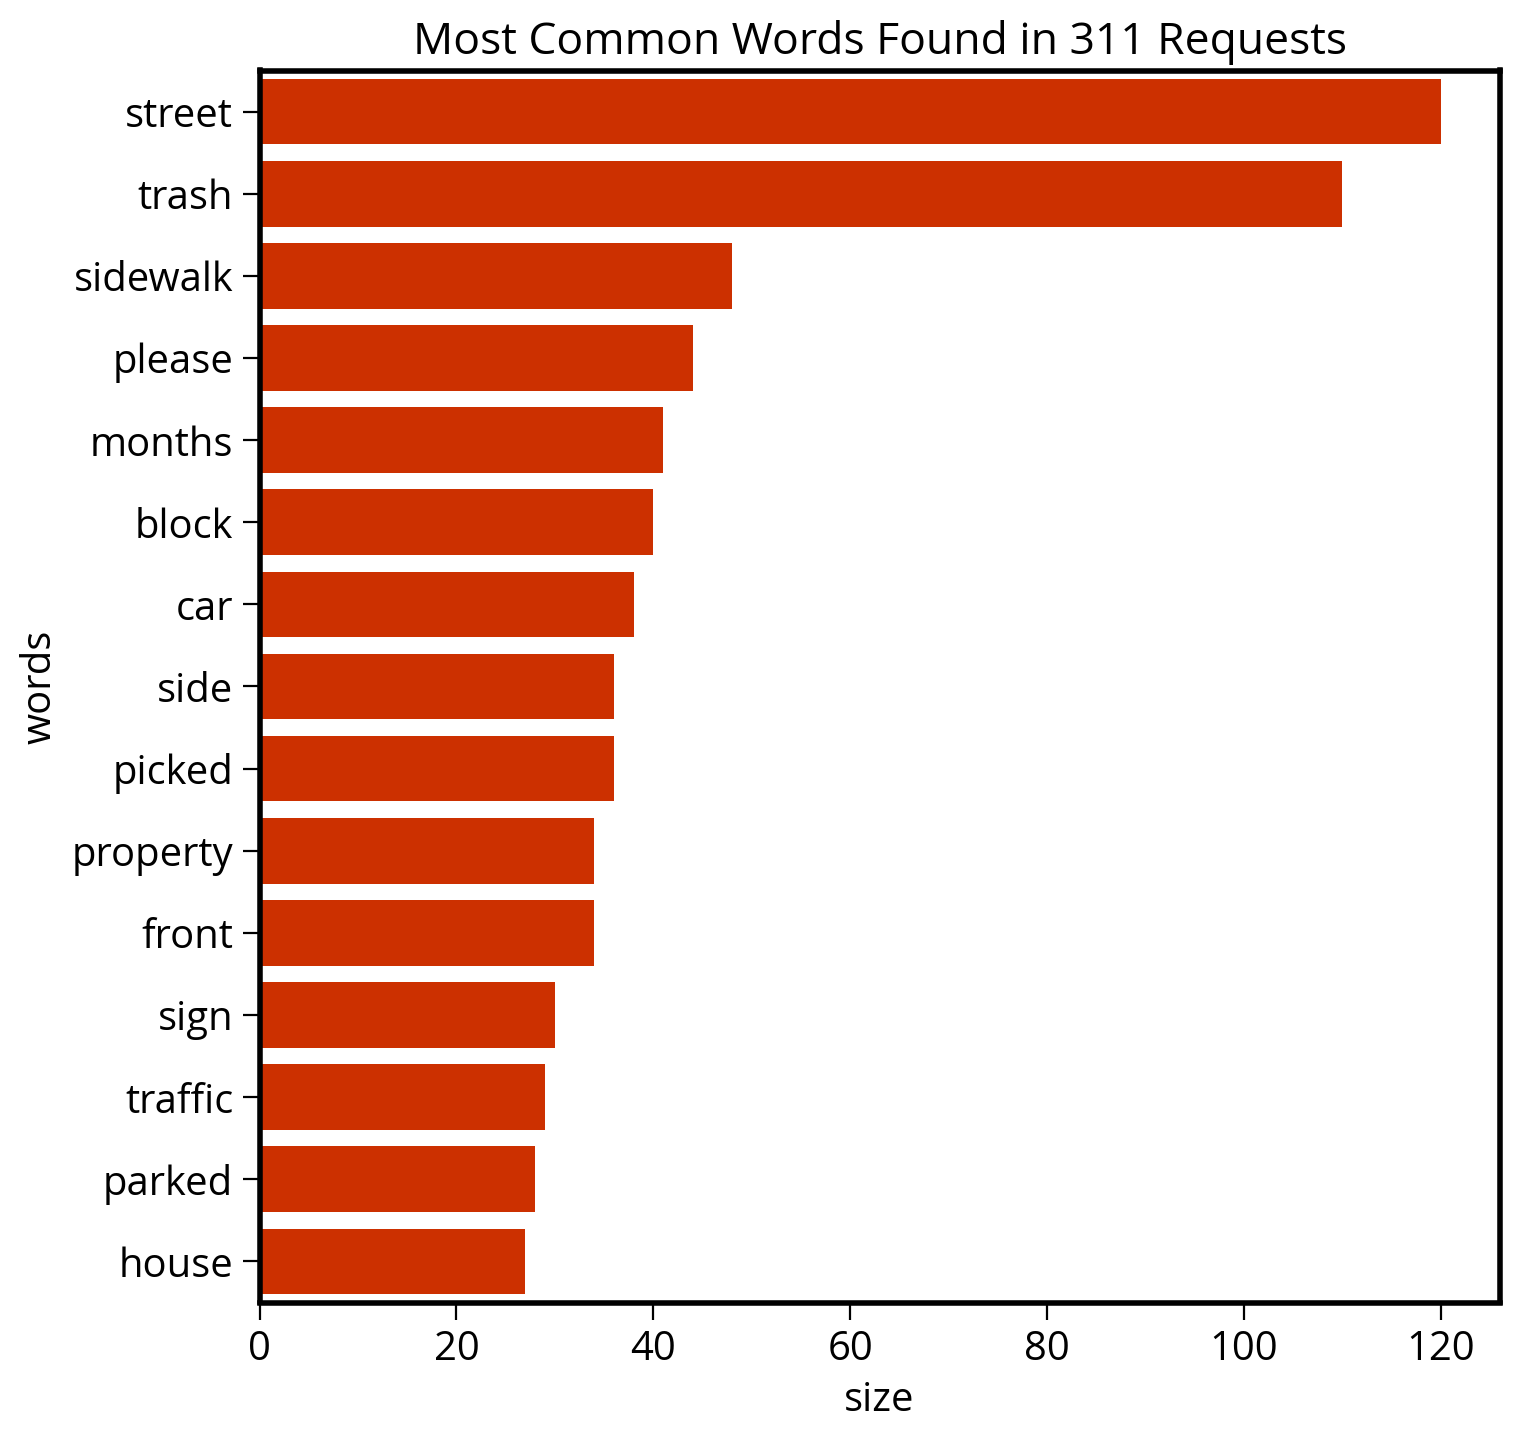 Most Common Words Found in 311 Requests
street
trash
sidewalk
please
months
block
car
side
picked
property
front
sign
traffic
parked
house
words
0 20 40 60 80 100 120
size